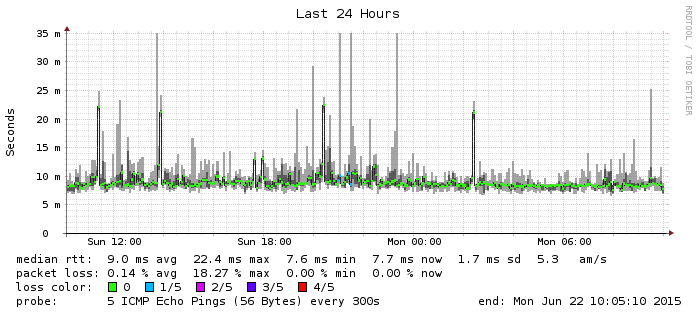 Last 24 Hours
RRDTOOL / TOBI OETIKER
Seconds
35 m
30 m
25 m
20 m
15 m
10 m
5 m
0
Sun 12:00 Sun 18:00 Mon 00:00 Mon 06:00
median rtt: 9.0 ms avg 22.4 ms max 7.6 ms min 7.7 ms now 1.7 ms sd 5.3 am/s
packet loss: 0.14 % avg 18.27 % max 0.00 % min 0.00 % now
loss color: 0 1/5 2/5 3/5 4/5
probe: 5 ICMP Echo Pings (56 Bytes) every 300s end: Mon Jun 22 10:05:10 2015